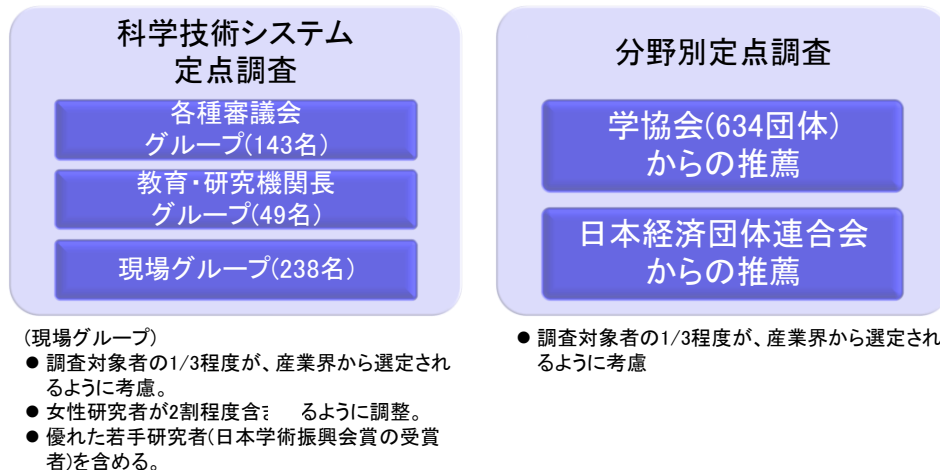 科学技術システム
定点調査
各種審議会
グループ(143名)
教育・研究機関長
グループ(49名)
現場グループ(238名)
(現場グループ)
● 調査対象者の1/3程度が、産業界から選定され
るように考慮。
● 女性研究者が2割程度含 るように調整。
● 優れた若手研究者(日本学術振興会賞の受賞
者)を含める。
分野別定点調査
学協会(634団体)
からの推薦
日本経済団体連合会
からの推薦
● 調査対象者の1/3程度が、産業界から選定され
るように考慮